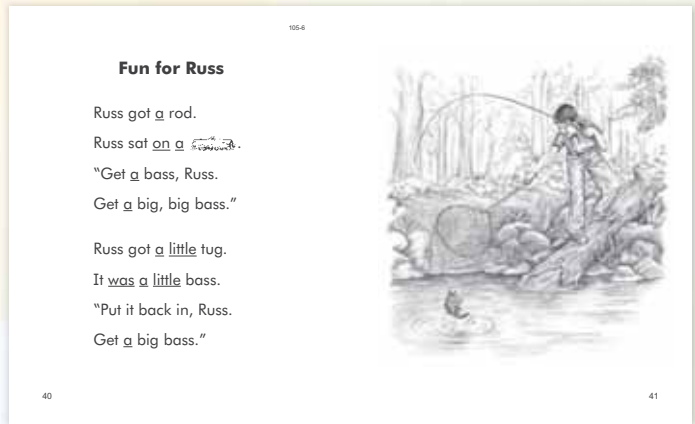 105-6
Fun for Russ
Russ got a rod.
Russ sat on a .
“Get a bass, Russ.
Get a big, big bass.”
Russ got a little tug.
It was a little bass.
“Put it back in, Russ.
Get a big bass.”
40
41